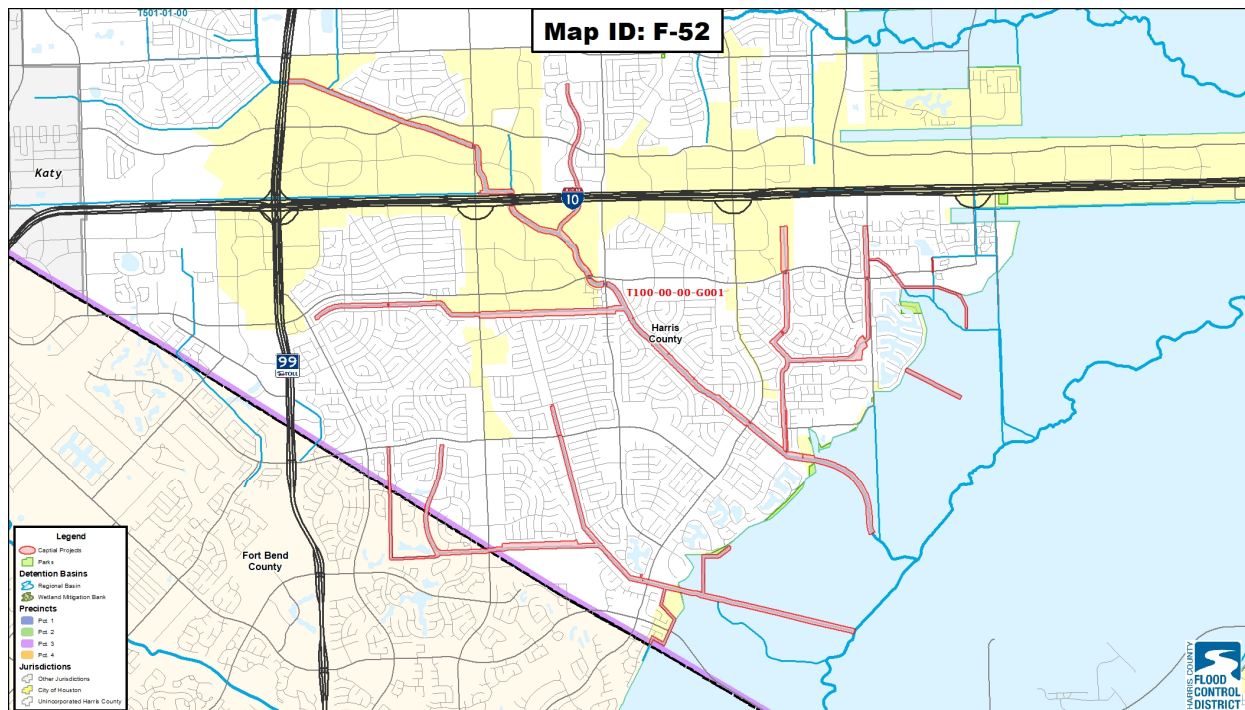 T501-01-00
Map ID: F-52
Katy
10
T100-00-00-G001
Harris
County
99
TOLL
Fort Bend
County
Legend
Captial Projects
Parks
Detention Basins
Regional Basin
Wetland Mitigation Bank
Precincts
Pct. 1
Pct. 2
Pct. 3
Pct. 4
Jurisdictions
Other Jurisdictions
City of Houston
Unincorporated Harris County
HARRIS COUNTY
FLOOD
CONTROL
DISTRICT